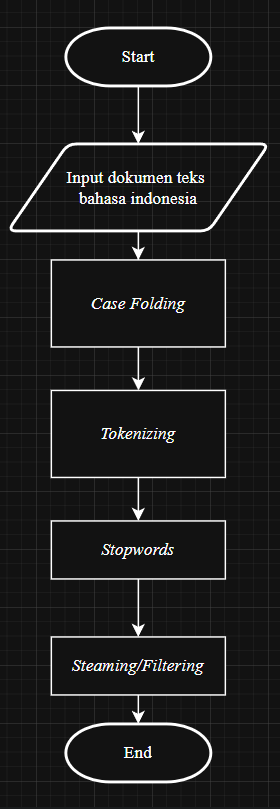 Start
Input dokumen teks
bahasa indonesia
Case Folding
Tokenizing
Stopwords
Steaming/Filtering
End